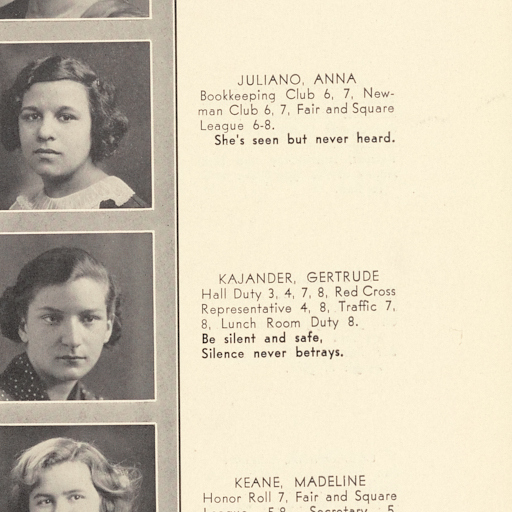 JULIANO, ANNA
Bookkeeping Club 6, 7, New-
man Club 6, 7, Fair and Square
League 6-8.
She's seen but never heard.
KAJANDER, GERTRUDE
Hall Duty 3, 4, 7, 8, Red Cross
Representative 4, 8, Traffic 7,
8, Lunch Room Duty 8.
Be silent and safe,
Silence never betrays.
KEANE, MADELINE
Honor Roll 7, Fair and Square
League 5-8, Secretary 5,